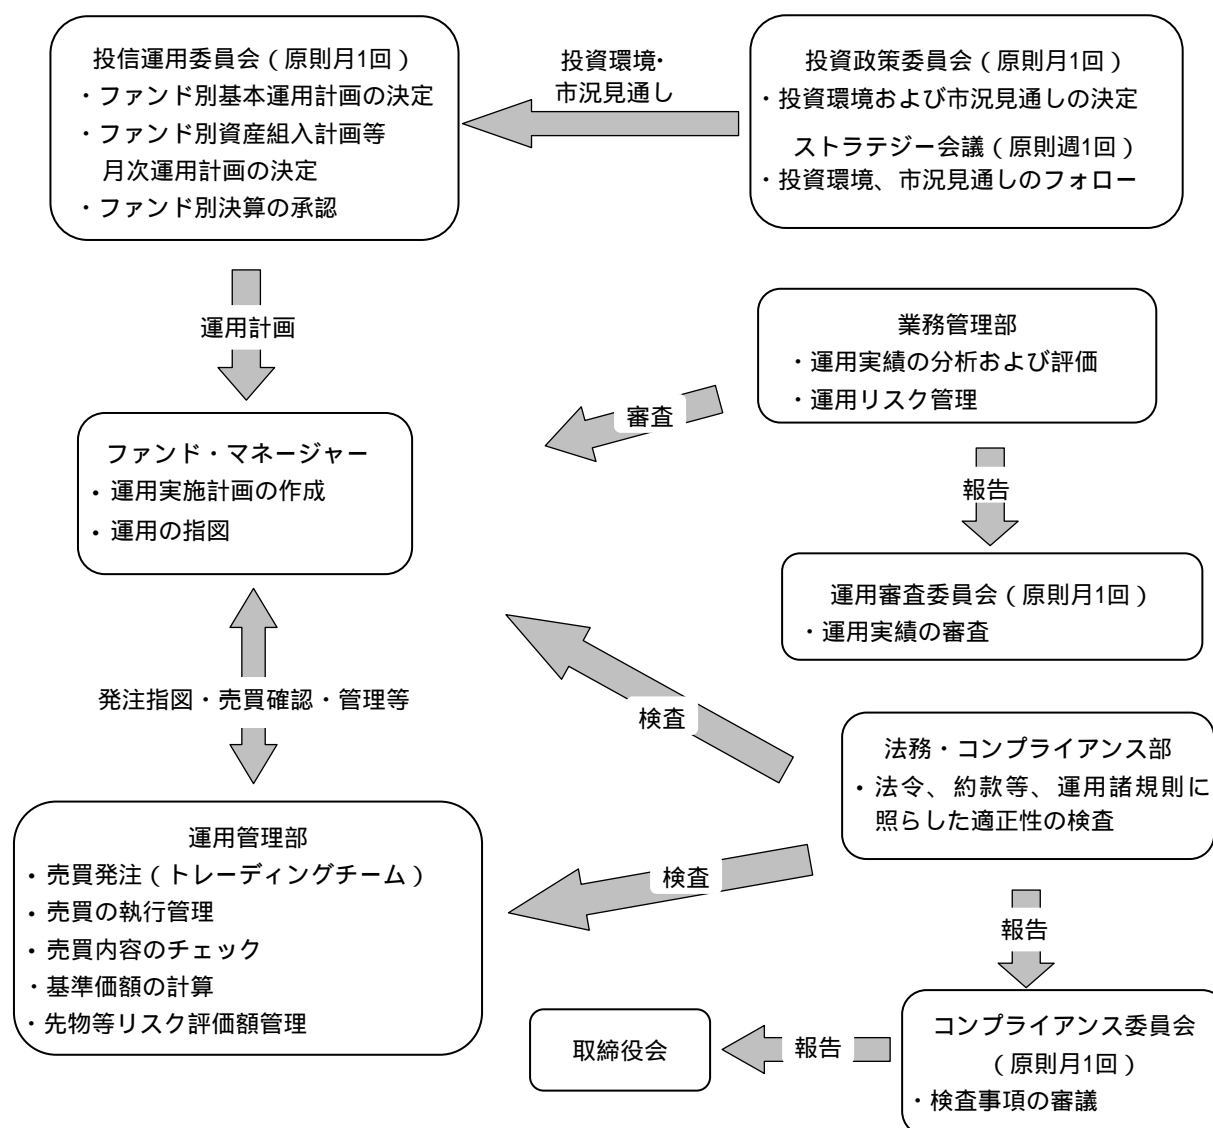 投信運用委員会（原則月1回）
・ファンド別基本運用計画の決定
・ファンド別資産組入計画等
月次運用計画の決定
・ファンド別決算の承認
投資環境・
市況見通し
投資政策委員会（原則月1回）
・投資環境および市況見通しの決定
ストラテジー会議（原則週1回）
・投資環境、市況見通しのフォロー
運用計画
業務管理部
・運用実績の分析および評価
・運用リスク管理
審査
ファンド・マネージャー
・運用実施計画の作成
・運用の指図
報告
運用審査委員会（原則月1回）
・運用実績の審査
発注指図・売買確認・管理等
検査
法務・コンプライアンス部
・法令、約款等、運用諸規則に
照らした適正性の検査
運用管理部
・売買発注（トレーディングチーム）
・売買の執行管理
・売買内容のチェック
・基準価額の計算
・先物等リスク評価額管理
検査
報告
コンプライアンス委員会
（原則月1回）
・検査事項の審議
報告
取締役会